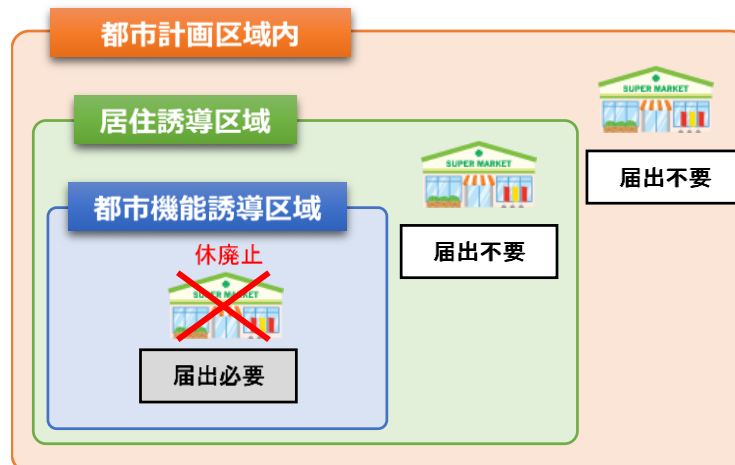 都市計画区域内
SUPER MARKET
届出不要
居住誘導区域
SUPER MARKET
届出不要
都市機能誘導区域
休廃止
SUPER MARKET
届出必要